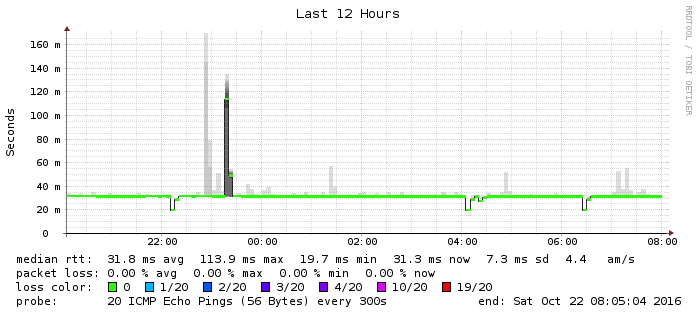 Last 12 Hours
RRDTOOL / TOBI OETIKER
Seconds
160 m
140 m
120 m
100 m
80 m
60 m
40 m
20 m
0
22:00 00:00 02:00 04:00 06:00 08:00
median rtt: 31.8 ms avg 113.9 ms max 19.7 ms min 31.3 ms now 7.3 ms sd 4.4 am/s
packet loss: 0.00 % avg 0.00 % max 0.00 % min 0.00 % now
loss color: 0 1/20 2/20 3/20 4/20 10/20 19/20
probe: 20 ICMP Echo Pings (56 Bytes) every 300s end: Sat Oct 22 08:05:04 2016